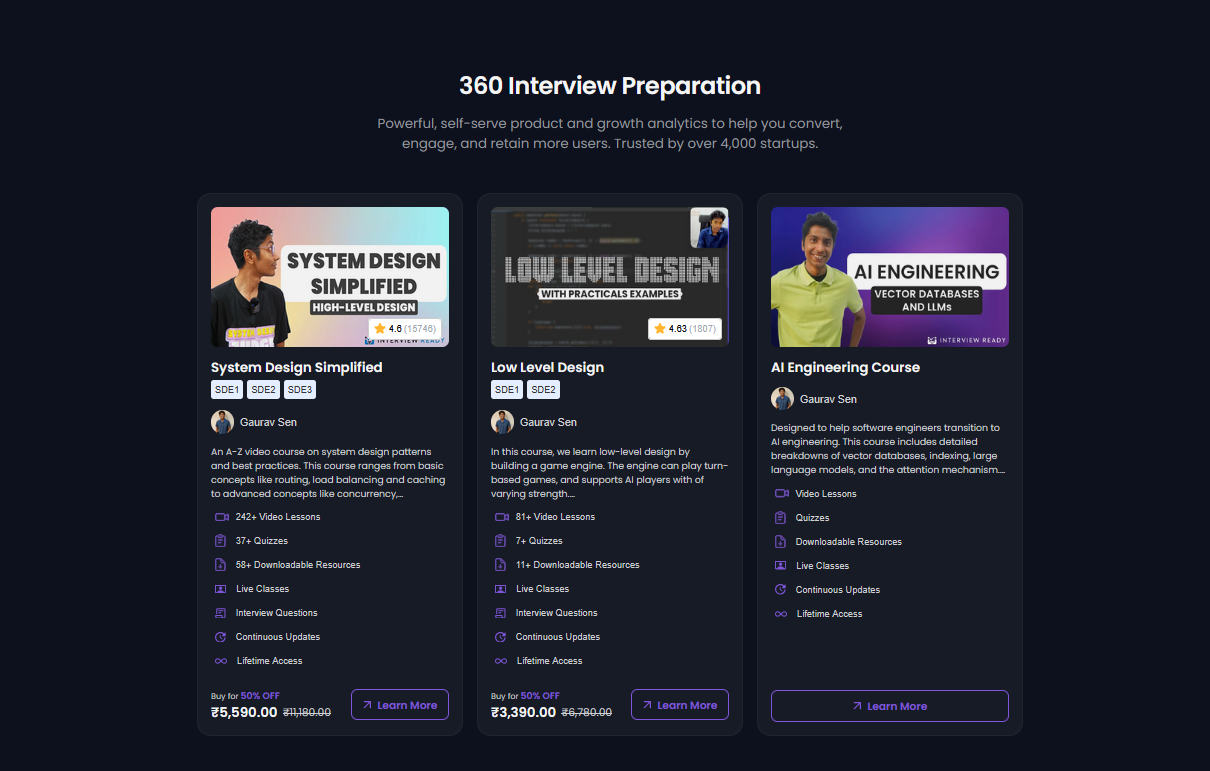 360 Interview Preparation
Powerful, self-serve product and growth analytics to help you convert,
engage, and retain more users. Trusted by over 4,000 startups.
SYSTEM DESIGN
SIMPLIFIED
HIGH-LEVEL DESIGN
4.6 (15746)
INTERVIEW READY
System Design Simplified
SDE1 SDE2 SDE3
Gaurav Sen
An A-Z video course on system design patterns
and best practices. This course ranges from basic
concepts like routing, load balancing and caching
to advanced concepts like concurrency,...
242+ Video Lessons
37+ Quizzes
58+ Downloadable Resources
Live Classes
Interview Questions
Continuous Updates
Lifetime Access
Buy for 50% OFF
₹5,590.00 ₹11,180.00
Learn More
LOW LEVEL DESIGN
WITH PRACTICALS EXAMPLES
4.63 (1807)
Low Level Design
SDE1 SDE2
Gaurav Sen
In this course, we learn low-level design by
building a game engine. The engine can play turn-
based games, and supports AI players with of
varying strength....
81+ Video Lessons
7+ Quizzes
11+ Downloadable Resources
Live Classes
Interview Questions
Continuous Updates
Lifetime Access
Buy for 50% OFF
₹3,390.00 ₹6,780.00
Learn More
AI ENGINEERING
VECTOR DATABASES
AND LLMs
INTERVIEW READY
AI Engineering Course
Gaurav Sen
Designed to help software engineers transition to
AI engineering. This course includes detailed
breakdowns of vector databases, indexing, large
language models, and the attention mechanism....
Video Lessons
Quizzes
Downloadable Resources
Live Classes
Continuous Updates
Lifetime Access
Learn More